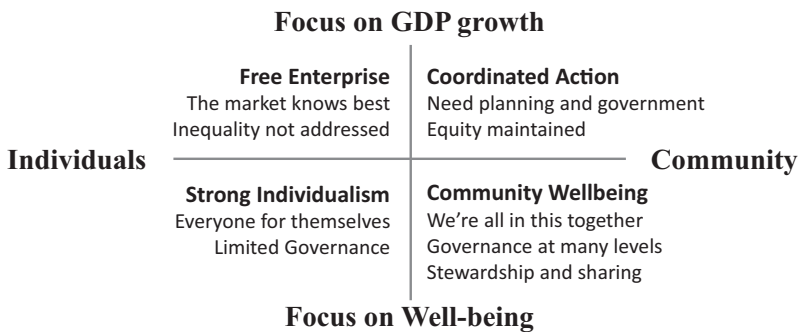 Focus on GDP growth
Free Enterprise
The market knows best
Inequality not addressed
Coordinated Action
Need planning and government
Equity maintained
Individuals
Community
Strong Individualism
Everyone for themselves
Limited Governance
Community Wellbeing
We're all in this together
Governance at many levels
Stewardship and sharing
Focus on Well-being